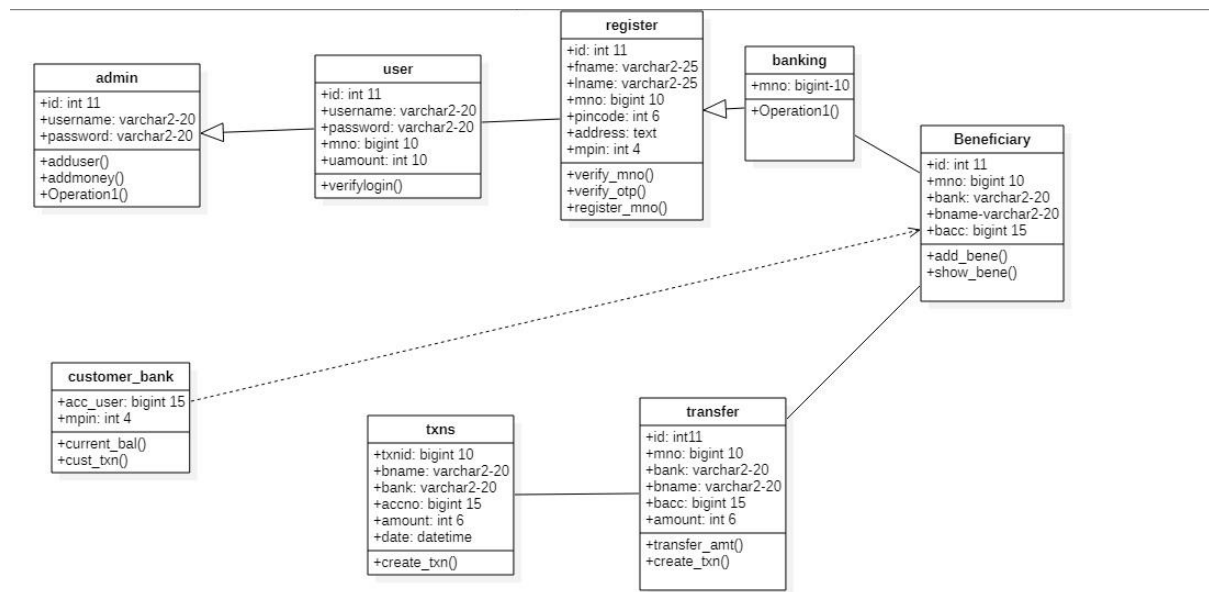 admin
+id: int 11
+username: varchar2-20
+password: varchar2-20
+adduser()
+addmoney()
+Operation1()
user
+id: int 11
+username: varchar2-20
+password: varchar2-20
+mno: bigint 10
+uamount: int 10
+verifylogin()
register
+id: int 11
+fname: varchar2-25
+lname: varchar2-25
+mno: bigint 10
+pincode: int 6
+address: text
+mpin: int 4
+verify_mno()
+verify_otp()
+register_mno()
banking
+mno: bigint-10
+Operation1()
Beneficiary
+id: int 11
+mno: bigint 10
+bank: varchar2-20
+bname-varchar2-20
+bacc: bigint 15
+add_bene()
+show_bene()
customer_bank
+acc_user: bigint 15
+mpin: int 4
+current_bal()
+cust_txn()
txns
+txnid: bigint 10
+bname: varchar2-20
+bank: varchar2-20
+accno: bigint 15
+amount: int 6
+date: datetime
+create_txn()
transfer
+id: int11
+mno: bigint 10
+bank: varchar2-20
+bname: varchar2-20
+bacc: bigint 15
+amount: int 6
+transfer_amt()
+create_txn()